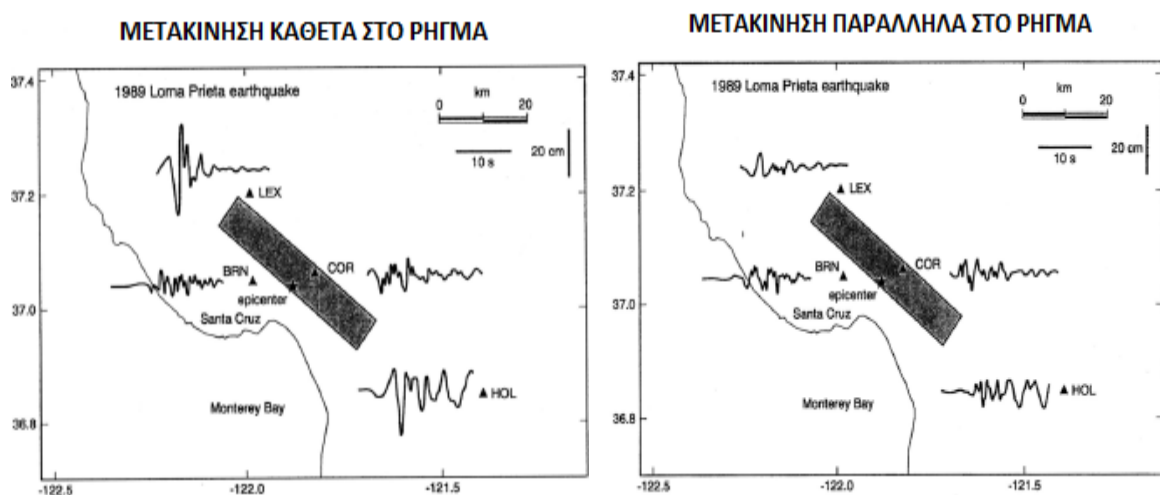 ΜΕΤΑΚΙΝΗΣΗ ΚΑΘΕΤΑ ΣΤΟ ΡΗΓΜΑ
37.4
1989 Loma Prieta earthquake
km
0 20
10 s
20 cm
37.2
LEX
BRN
COR
epicenter
37.0
Santa Cruz
HOL
Monterey Bay
36.8
-122.5 -122.0 -121.5
ΜΕΤΑΚΙΝΗΣΗ ΠΑΡΑΛΛΗΛΑ ΣΤΟ ΡΗΓΜΑ
37.4
1989 Loma Prieta earthquake
km
0 10 20
10 s
20 cm
37.2
LEX
BRN
COR
epicenter
37.0
Santa Cruz
HOL
Monterey Bay
36.8
-122.5 -122.0 -121.5